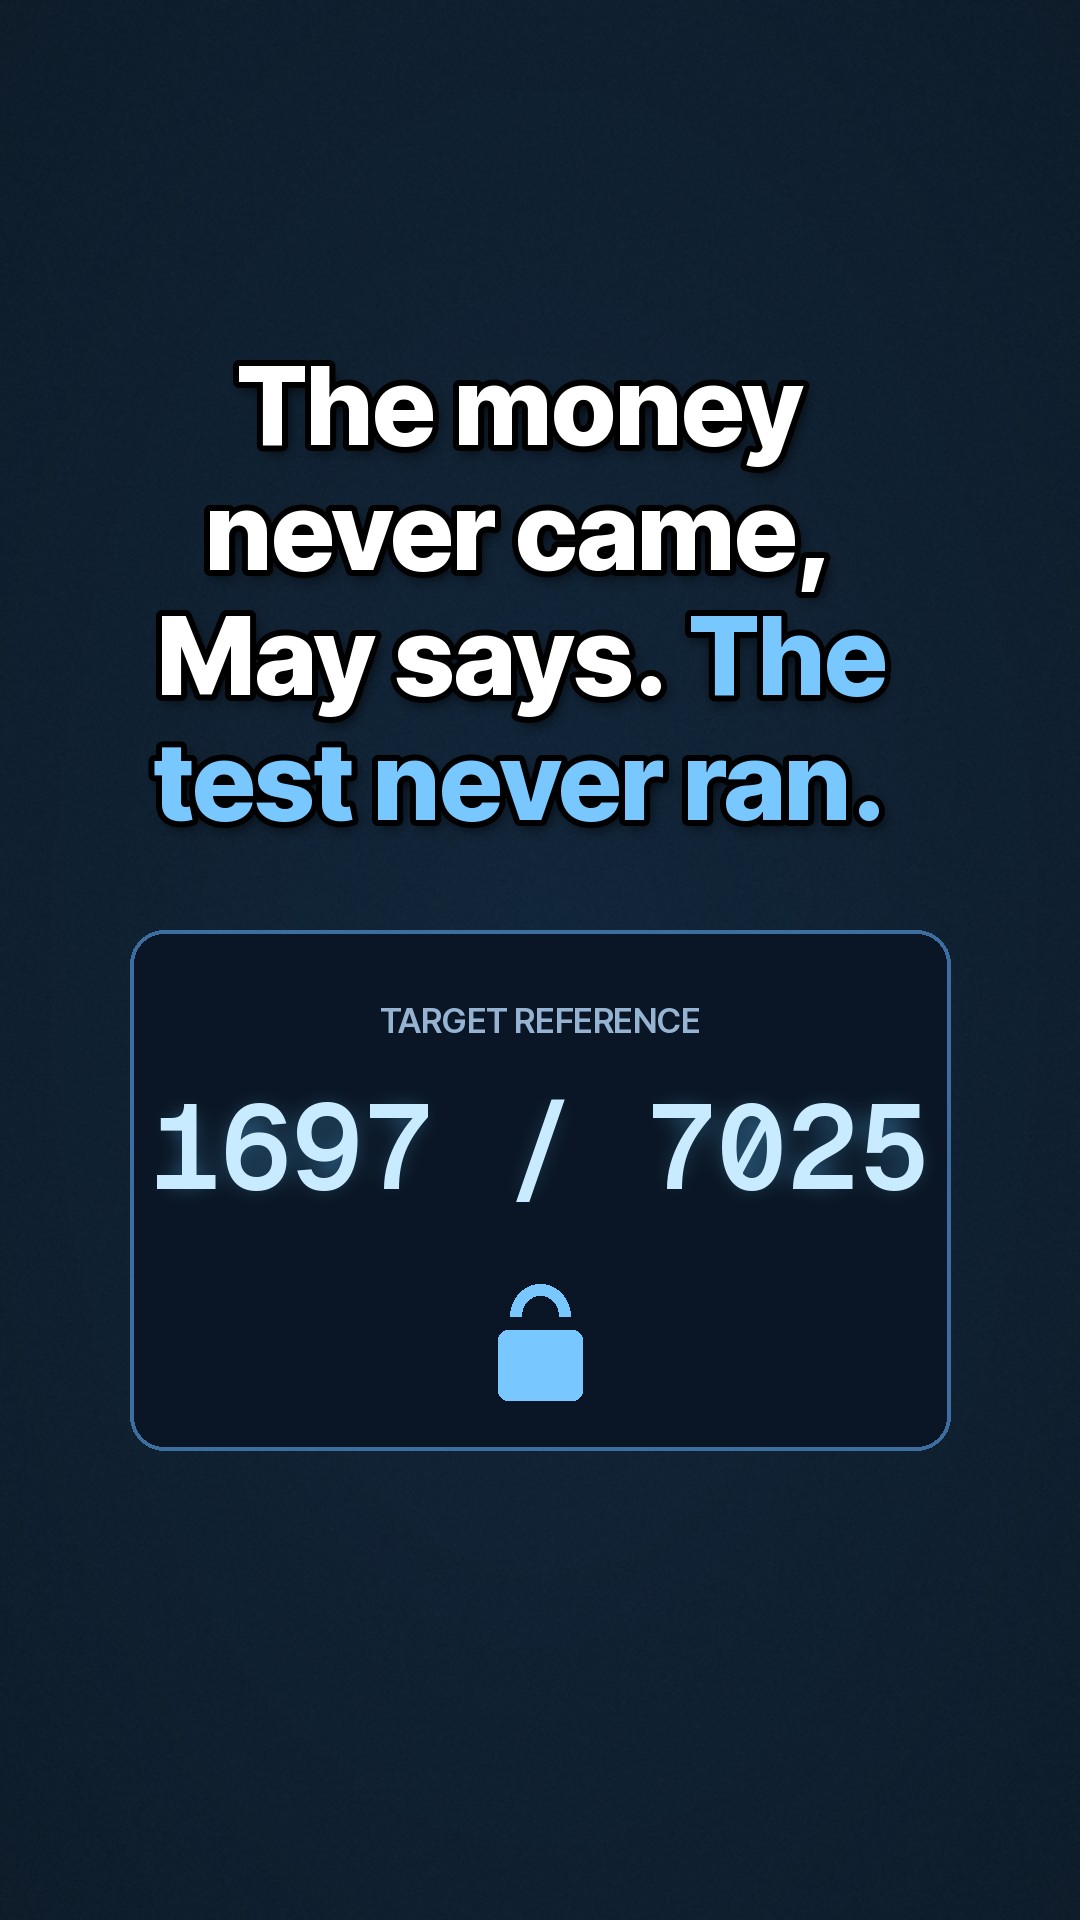 The money
never came,
May says. The
test never ran.
TARGET REFERENCE
1697 / 7025